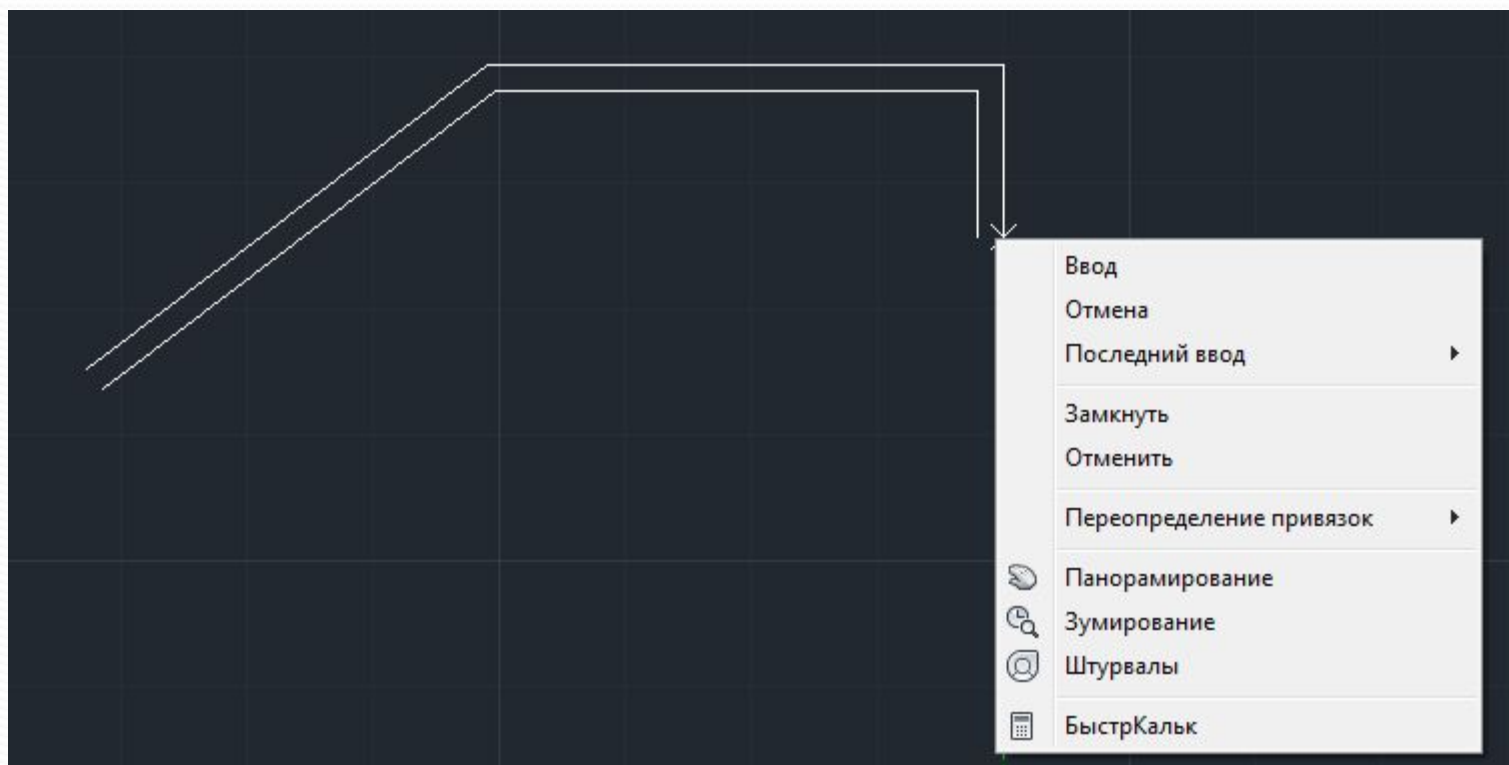 Ввод
Отмена
Последний ввод
Замкнуть
Отменить
Переопределение привязок
Панорамирование
Зумирование
Штурвалы
БыстрКальк